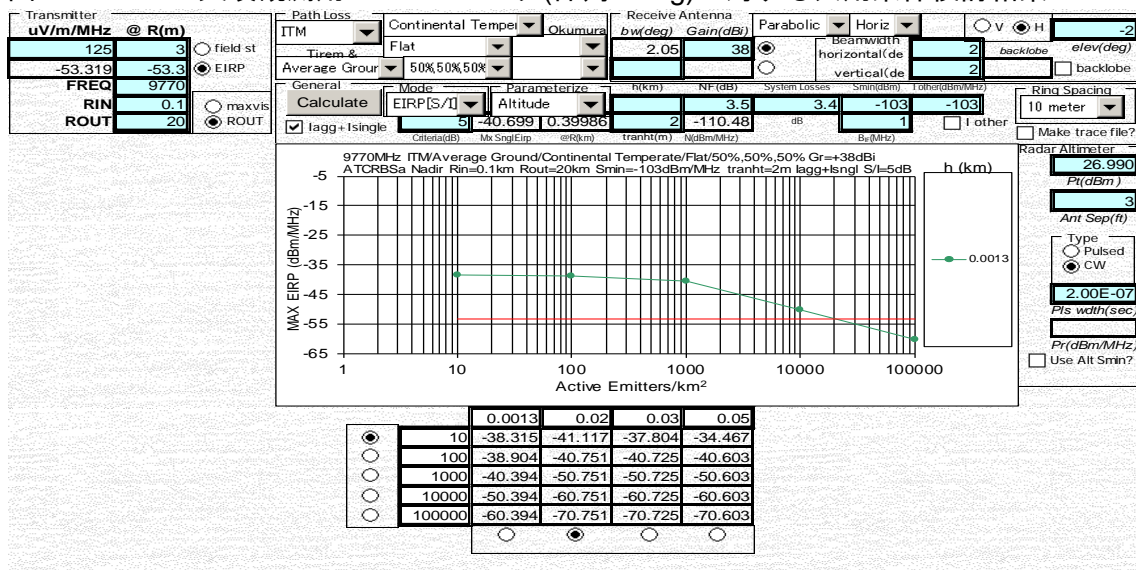 Transmitter
uV/m/MHz @ R(m)
125 3 field st
-53.319 -53.3 EIRP
FREQ 9770
RIN 0.1 maxvis
ROUT 20 ROUT
Path Loss
ITM Continental Temper Okumura
Flat
Tirem &
Average Grour 50%,50%,50%
Receive Antenna
bw(deg) Gain(dBi)
2.05 38
Parabolic Horiz V H -2
Beamwidth
horizontal(de 2 backlobe elev(deg)
vertical(de 2 backlobe
General
Calculate
Mode
EIRP[S/I]
Parameterize
Altitude
h(km) NF(dB) System Losses Smin(dBm) I other(dBm/MHz)
3.5 3.4 -103 -103
Iagg+Isingle 5 -40.699 0.39986 2 -110.48 dB 1 I other
Criteria(dB) Mx SnglEirp @R(km) tranht(m) N(dBm/MHz)
Ring Spacing
10 meter
Make trace file?
9770MHz ITM/Average Ground/Continental Temperate/Flat/50%,50%,50% Gr=+38dBi
ATCRBSa Nadir Rin=0.1km Rout=20km Smin=-103dBm/MHz tranht=2m Iagg+Isngl S/I=5dB
h (km)
0.0013
MAX EIRP (dBm/MHz)
-5
-15
-25
-35
-45
-55
-65
1 10 100 1000 10000 100000
Active Emitters/km²
Radar Altimeter
26.990
Pt(dBm)
3
Ant Sep(ft)
Type
Pulsed
CW
2.00E-07
Pls wdth(sec)
Pr(dBm/MHz)
Use Alt Smin?
0.0013 0.02 0.03 0.05
10 -38.315 -41.117 -37.804 -34.467
100 -38.904 -40.751 -40.725 -40.603
1000 -40.394 -50.751 -50.725 -50.603
10000 -50.394 -60.751 -60.725 -60.603
100000 -60.394 -70.751 -70.725 -70.603